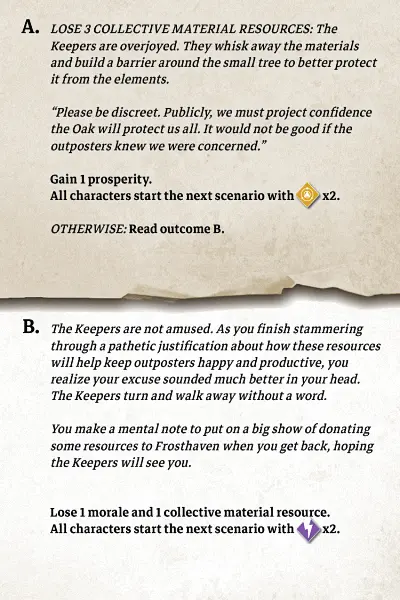 A. LOSE 3 COLLECTIVE MATERIAL RESOURCES: The
Keepers are overjoyed. They whisk away the materials
and build a barrier around the small tree to better protect
it from the elements.
“Please be discreet. Publicly, we must project confidence
the Oak will protect us all. It would not be good if the
outposters knew we were concerned.”
Gain 1 prosperity.
All characters start the next scenario with x2.
OTHERWISE: Read outcome B.
B. The Keepers are not amused. As you finish stammering
through a pathetic justification about how these resources
will help keep outposters happy and productive, you
realize your excuse sounded much better in your head.
The Keepers turn and walk away without a word.
You make a mental note to put on a big show of donating
some resources to Frosthaven when you get back, hoping
the Keepers will see you.
Lose 1 morale and 1 collective material resource.
All characters start the next scenario with x2.